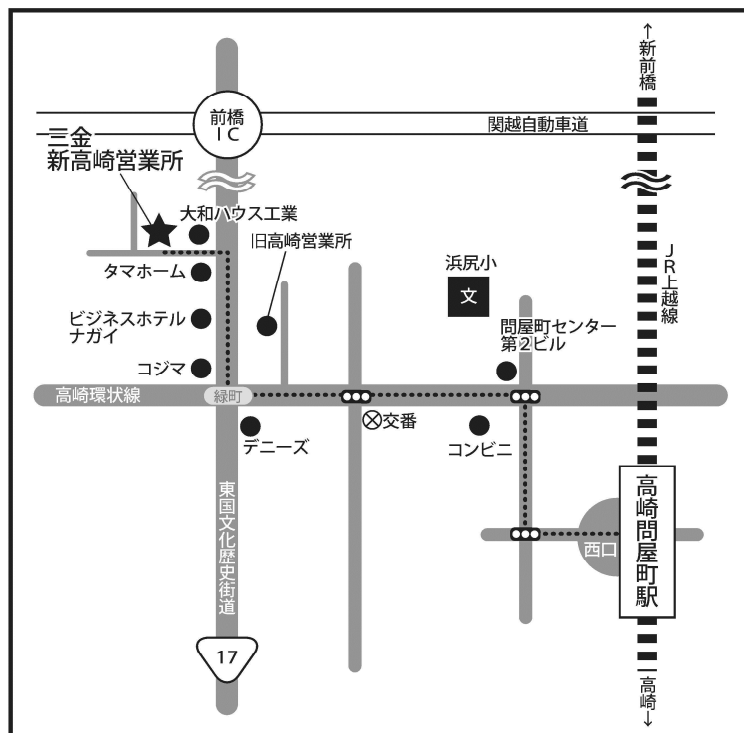 ↑新前橋
前橋
IC
関越自動車道
三金
新高崎営業所
大和ハウス工業
旧高崎営業所
JR上越線
浜尻小
文
タマホーム
ビジネスホテル
ナガイ
問屋町センター
第2ビル
コジマ
高崎環状線
緑町
交番
デニーズ
コンビニ
東国文化歴史街道
高崎問屋町駅
西口
17
高崎↓